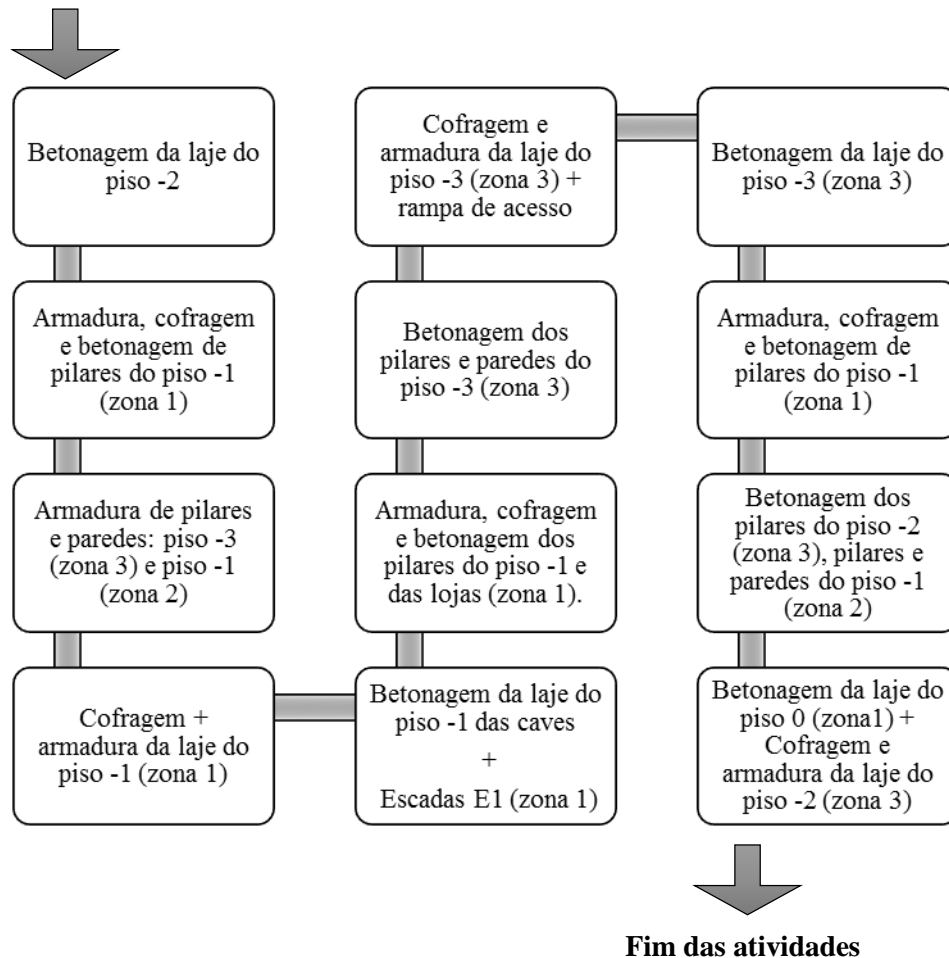 Betonagem da laje do
piso -2
Armadura, cofragem
e betonagem de
pilares do piso -1
(zona 1)
Armadura de pilares
e paredes: piso -3
(zona 3) e piso -1
(zona 2)
Cofragem +
armadura da laje do
piso -1 (zona 1)
Betonagem da laje do
piso -1 das caves
+
Escadas E1 (zona 1)
Armadura, cofragem
e betonagem dos
pilares do piso -1 e
das lojas (zona 1).
Betonagem dos
pilares e paredes do
piso -3 (zona 3)
Cofragem e
armadura da laje do
piso -3 (zona 3) +
rampa de acesso
Betonagem da laje do
piso -3 (zona 3)
Armadura, cofragem
e betonagem de
pilares do piso -1
(zona 1)
Betonagem dos
pilares do piso -2
(zona 3), pilares e
paredes do piso -1
(zona 2)
Betonagem da laje do
piso 0 (zona1) +
Cofragem e
armadura da laje do
piso -2 (zona 3)
Fim das atividades